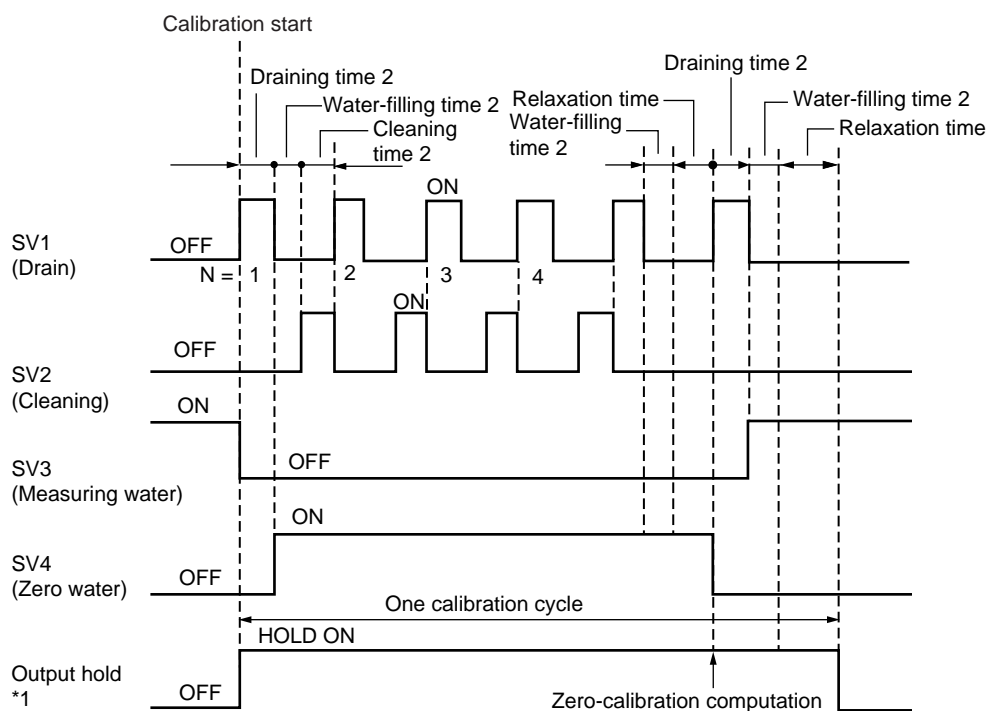 Calibration start
Draining time 2
Draining time 2
Water-filling time 2
Relaxation time
Water-filling time 2
Cleaning
time 2
Water-filling
time 2
Relaxation time
ON
SV1
(Drain)
OFF
N = 1 2 3 4
ON
OFF
SV2
(Cleaning)
ON
OFF
SV3
(Measuring water)
ON
SV4
(Zero water)
OFF
One calibration cycle
HOLD ON
Output hold
*1
OFF
Zero-calibration computation